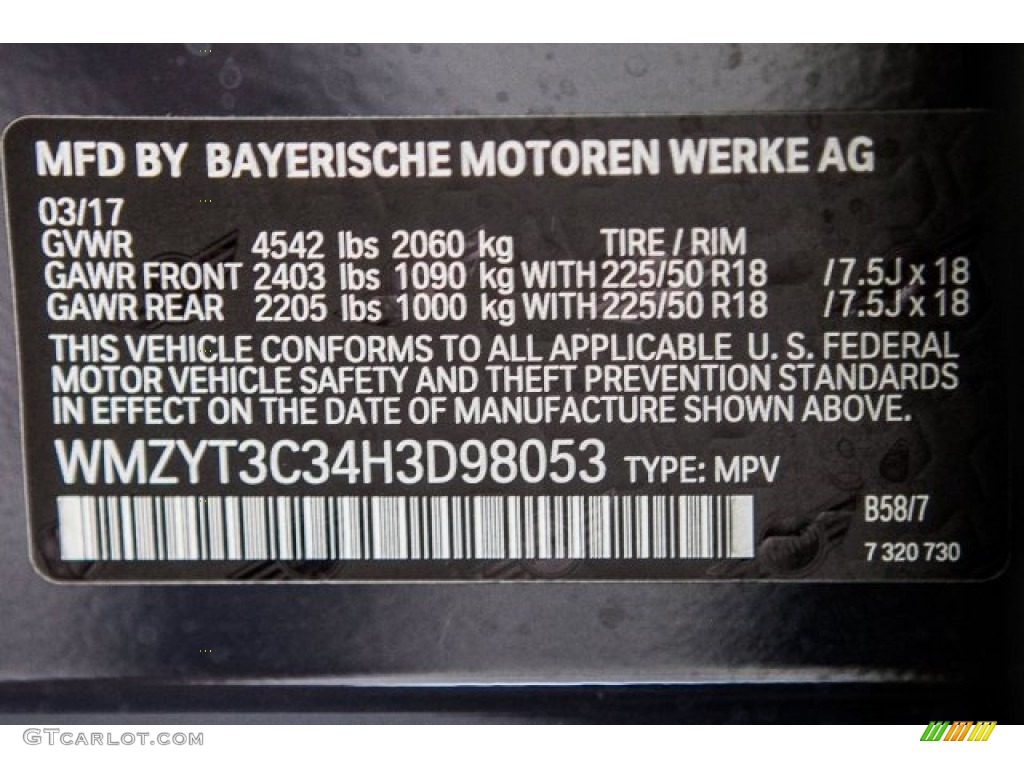 MFD BY BAYERISCHE MOTOREN WERKE AG
03/17
GVWR 4542 lbs 2060 kg TIRE / RIM
GAWR FRONT 2403 lbs 1090 kg WITH 225/50 R18 / 7.5J x 18
GAWR REAR 2205 lbs 1000 kg WITH 225/50 R18 / 7.5J x 18
THIS VEHICLE CONFORMS TO ALL APPLICABLE U. S. FEDERAL
MOTOR VEHICLE SAFETY AND THEFT PREVENTION STANDARDS
IN EFFECT ON THE DATE OF MANUFACTURE SHOWN ABOVE.
WMZYT3C34H3D98053 TYPE: MPV
B58/7
7 320 730
GTcarlot.com